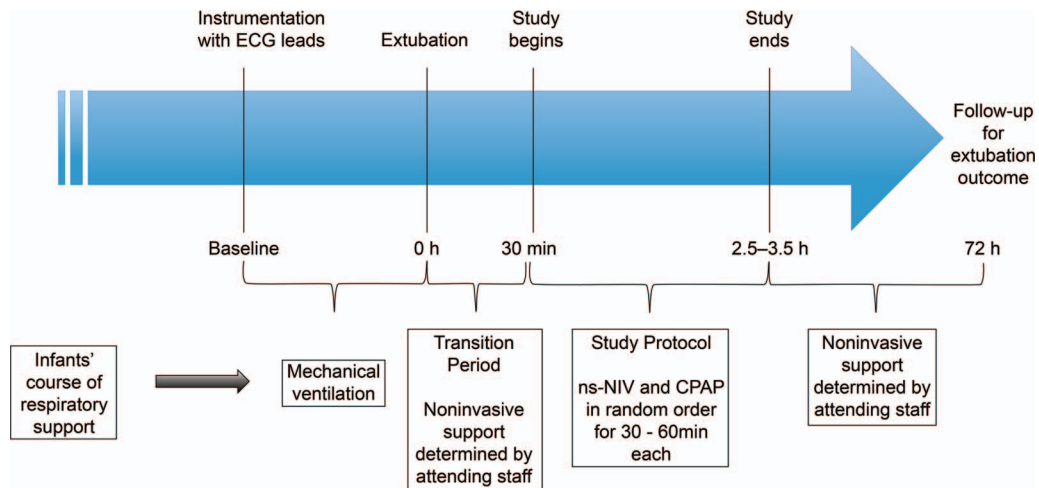 Instrumentation
with ECG leads
Extubation
Study
begins
Study
ends
Follow-up
for
extubation
outcome
Baseline
0 h
30 min
2.5–3.5 h
72 h
Infants'
course of
respiratory
support
Mechanical
ventilation
Transition
Period
Noninvasive
support
determined by
attending staff
Study Protocol
ns-NIV and CPAP
in random order
for 30 - 60min
each
Noninvasive
support
determined by
attending staff